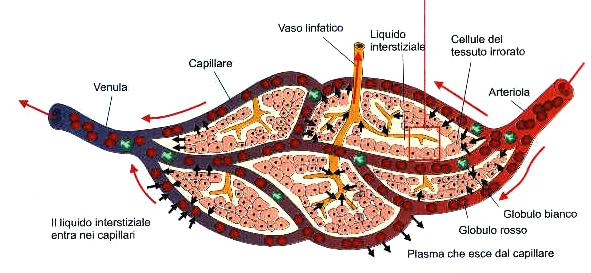 Vaso linfatico
Liquido
interstiziale
Cellule del
tessuto irrorato
Capillare
Venula
Arteriola
Il liquido interstiziale
entra nei capillari
Globulo bianco
Globulo rosso
Plasma che esce dal capillare